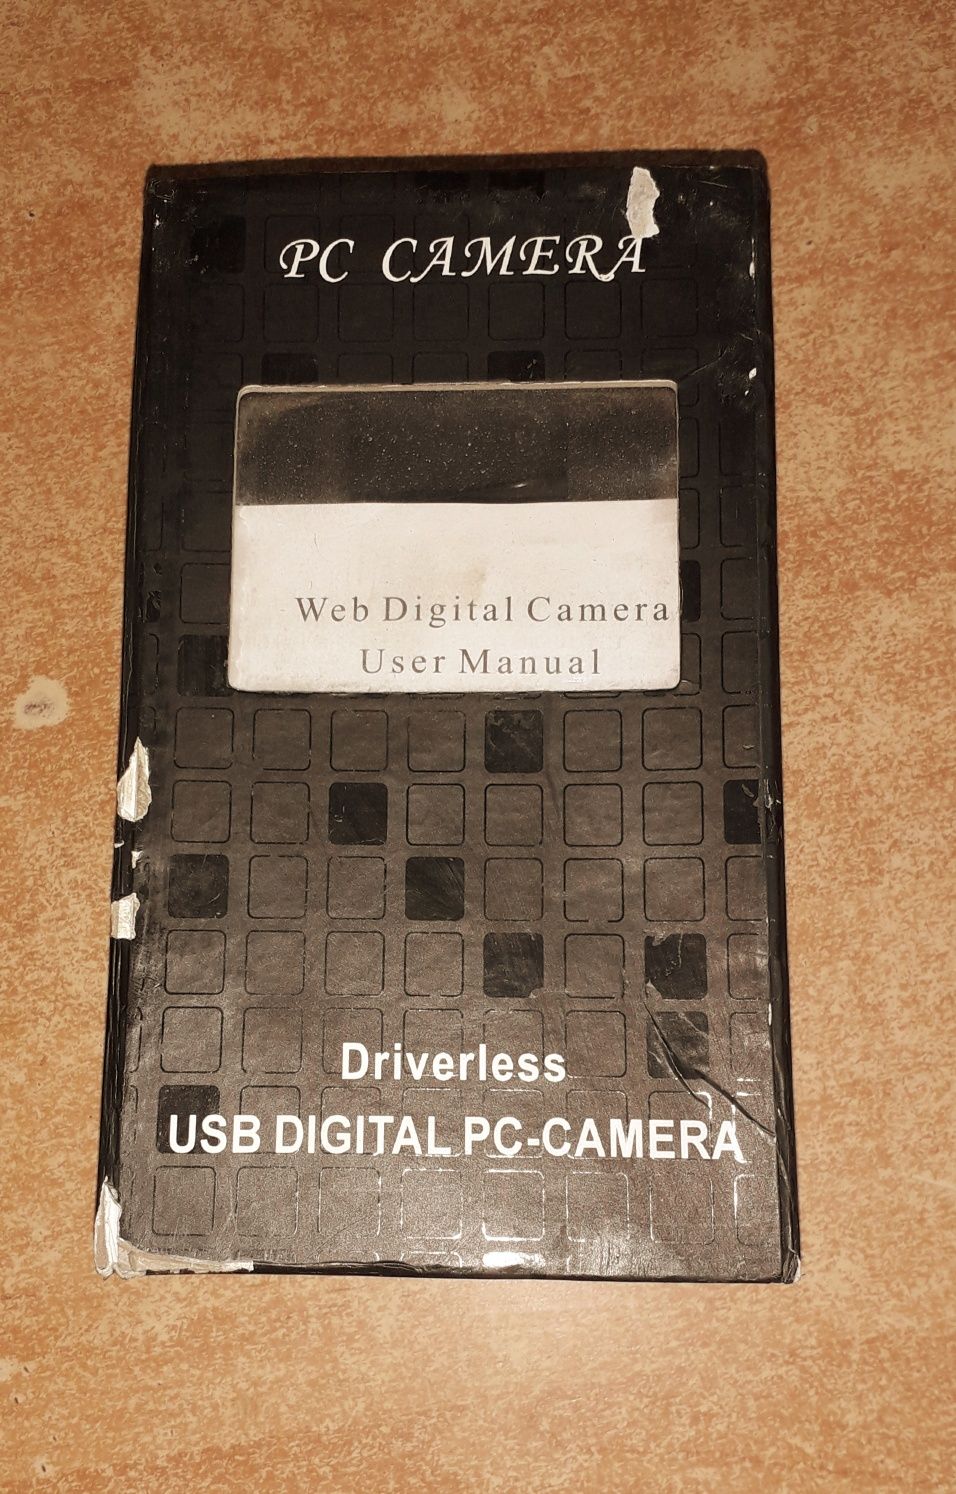 PC CAMERA
Web Digital Camera
User Manual
Driverless
USB DIGITAL PC-CAMERA